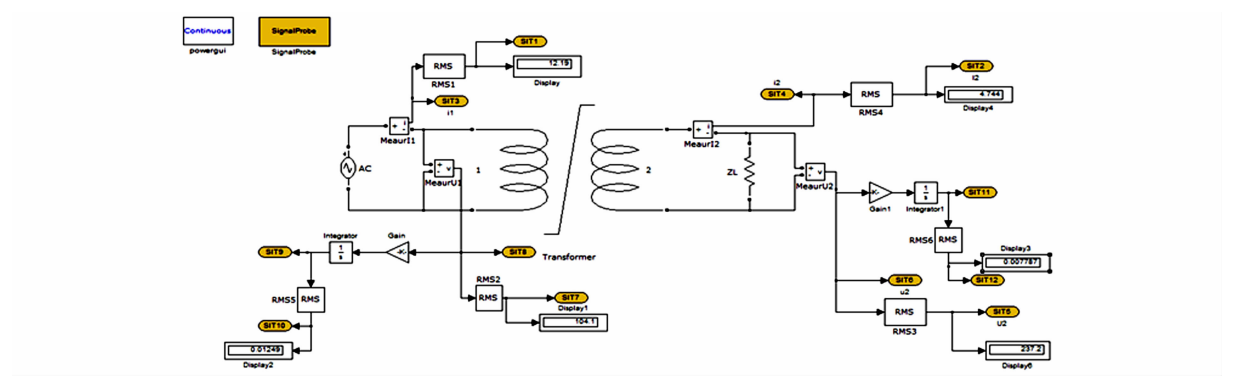 Continuous
powergui
SignalProbe
SignalProbe
RMS
RMS1
SIT1
12.19
Display
SIT3
i1
+
-
i
MeaurI1
AC
+
-
v
MeaurU1
1
2
Transformer
SIT9
Integrator
1
s
Gain
-K-
SIT8
RMS2
RMS
SIT7
Display1
104.1
RMS5
RMS
SIT10
0.01249
Display2
i2
SIT4
RMS
RMS4
SIT2
I2
4.744
Display4
+
-
i
MeaurI2
ZL
+
-
v
MeaurU2
-K-
Gain1
1
s
Integrator1
SIT11
RMS6
RMS
Display3
0.007787
SIT12
SIT6
u2
RMS
RMS3
SIT5
U2
237.2
Display6